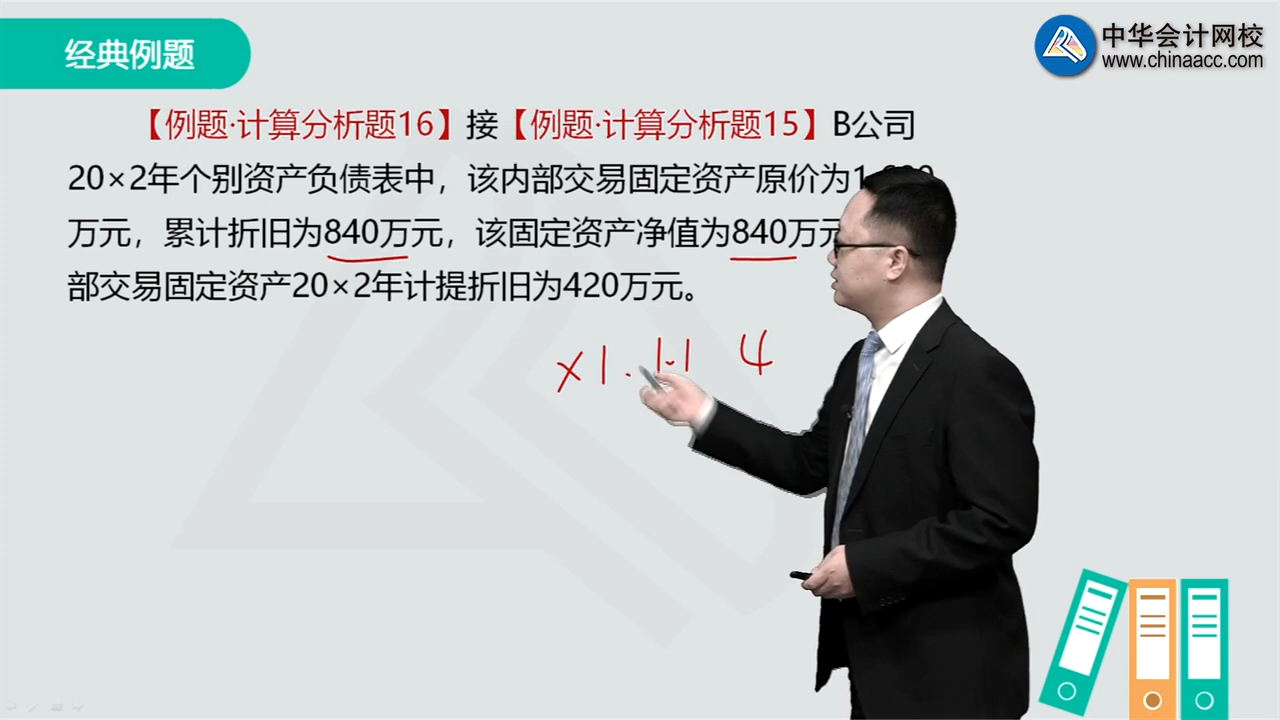 经典例题
中华会计网校
www.chinaacc.com
【例题·计算分析题16】接【例题·计算分析题15】B公司
20×2年个别资产负债表中，该内部交易固定资产原价为1
万元，累计折旧为840万元，该固定资产净值为840万元
部交易固定资产20×2年计提折旧为420万元。
×1.1.1 4